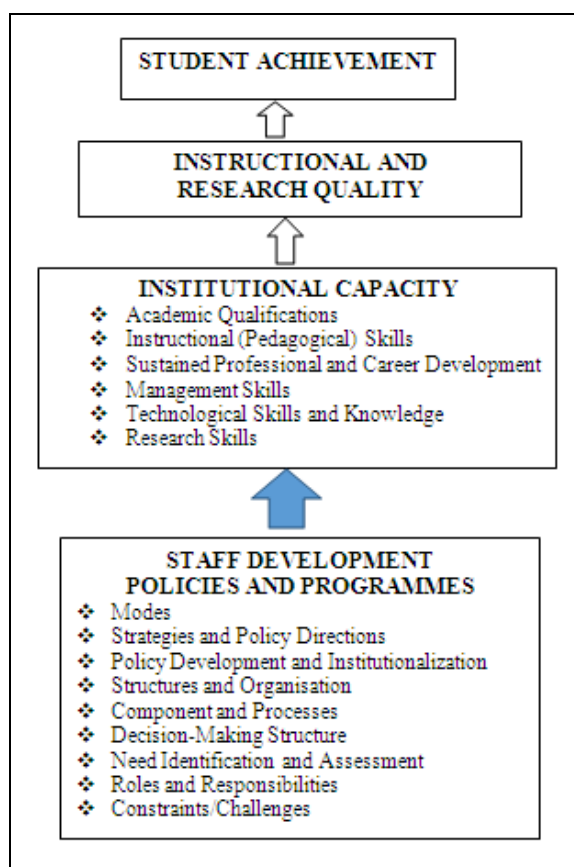 STUDENT ACHIEVEMENT
INSTRUCTIONAL AND
RESEARCH QUALITY
INSTITUTIONAL CAPACITY
❖ Academic Qualifications
❖ Instructional (Pedagogical) Skills
❖ Sustained Professional and Career Development
❖ Management Skills
❖ Technological Skills and Knowledge
❖ Research Skills
STAFF DEVELOPMENT
POLICIES AND PROGRAMMES
❖ Modes
❖ Strategies and Policy Directions
❖ Policy Development and Institutionalization
❖ Structures and Organisation
❖ Component and Processes
❖ Decision-Making Structure
❖ Need Identification and Assessment
❖ Roles and Responsibilities
❖ Constraints/Challenges